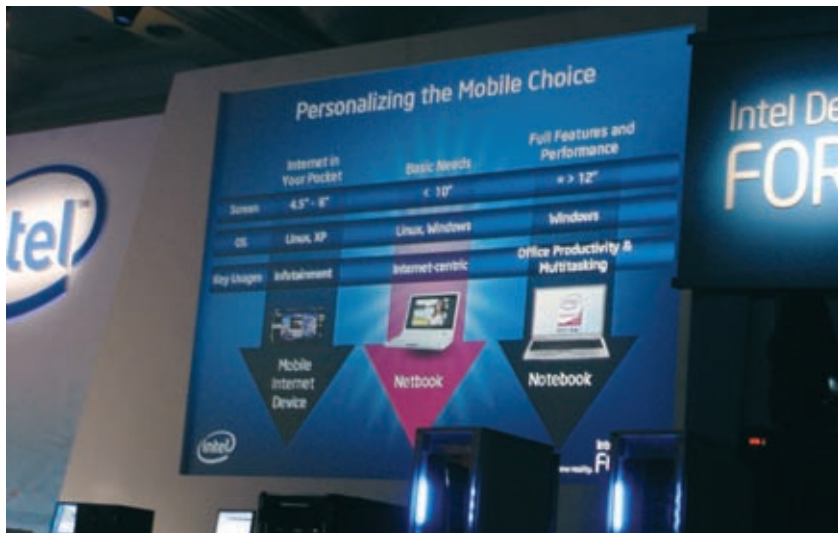 Personalizing the Mobile Choice
Internet in
Your Pocket
Basic Needs
Full Features and
Performance
Screen 4.5" - 6" < 10" = > 12"
OS Linux, XP Linux, Windows Windows
Key Usages Infotainment Internet-centric Office Productivity &
Multitasking
Mobile
Internet
Device
Netbook
Notebook
intel
tel
Intel De
FOR